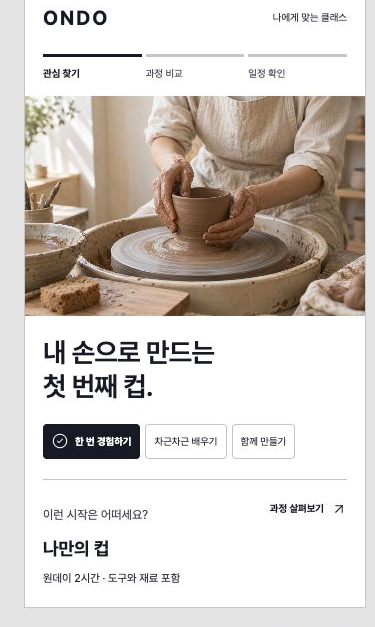 ONDO
나에게 맞는 클래스
관심 찾기
과정 비교
일정 확인
내 손으로 만드는
첫 번째 컵.
한 번 경험하기
차근차근 배우기
함께 만들기
이런 시작은 어떠세요?
과정 살펴보기
나만의 컵
원데이 2시간 · 도구와 재료 포함